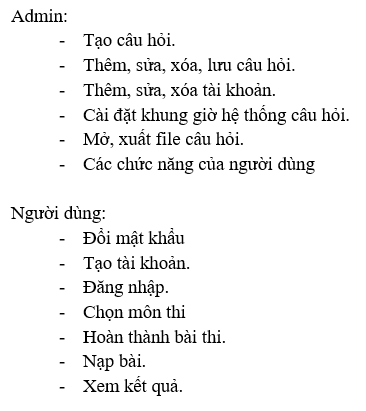 Admin:
- Tạo câu hỏi.
- Thêm, sửa, xóa, lưu câu hỏi.
- Thêm, sửa, xóa tài khoản.
- Cài đặt khung giờ hệ thống câu hỏi.
- Mở, xuất file câu hỏi.
- Các chức năng của người dùng
Người dùng:
- Đổi mật khẩu
- Tạo tài khoản.
- Đăng nhập.
- Chọn môn thi
- Hoàn thành bài thi.
- Nạp bài.
- Xem kết quả.